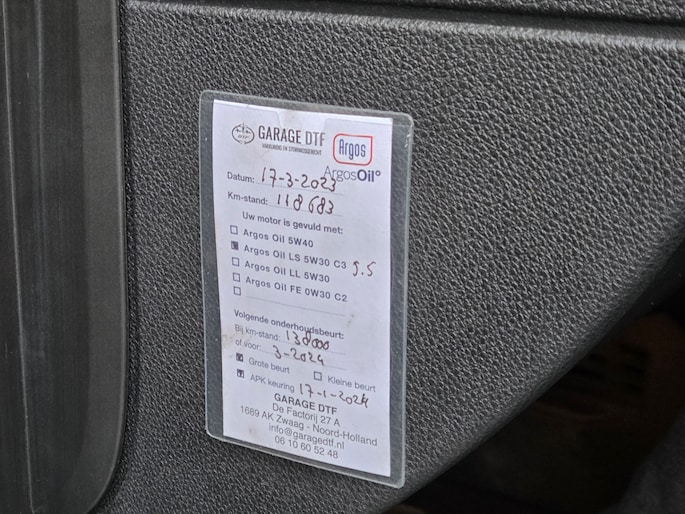 GARAGE DTF
Argos
ArgosOil
Datum: 17-3-2023
Km-stand: 118683
Uw motor is gevuld met:
Argos Oil 5W40
Argos Oil LS 5W30 C3 5.5
Argos Oil LL 5W30
Argos Oil FE 0W30 C2
Volgende onderhoudsbeurt:
Bij km-stand: 138000
of voor: 3-2024
Grote beurt Kleine beurt
APK keuring 17-1-2024
GARAGE DTF
De Factorij 27 A
1689 AK Zwaag - Noord-Holland
info@garagedtf.nl
06 10 60 52 48